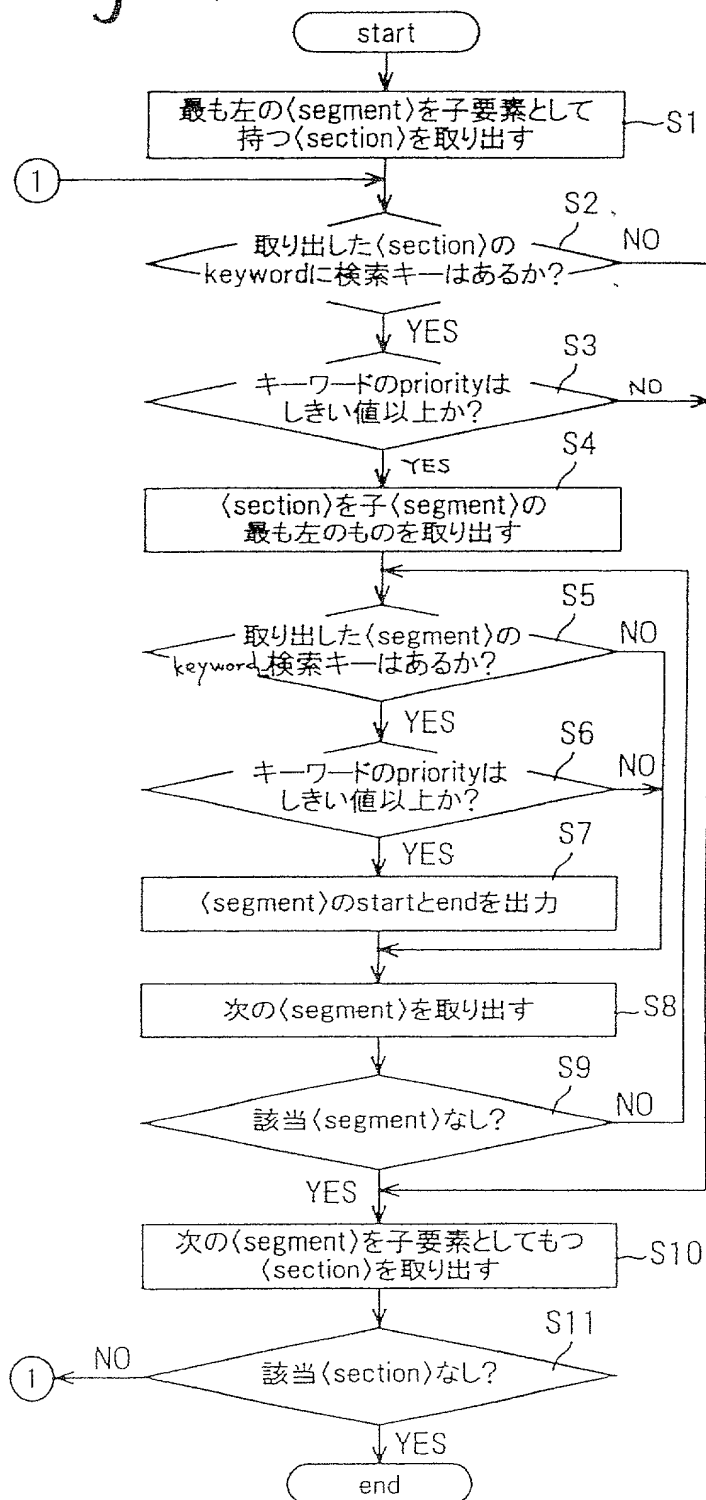 start
最も左の〈segment〉を子要素として
持つ〈section〉を取り出す
S1
1
S2
取り出した〈section〉の
keywordに検索キーはあるか?
NO
YES
S3
キーワードのpriorityは
しきい値以上か?
NO
YES
S4
〈section〉を子〈segment〉の
最も左のものを取り出す
S5
取り出した〈segment〉の
keywordに検索キーはあるか?
NO
YES
S6
キーワードのpriorityは
しきい値以上か?
NO
YES
S7
〈segment〉のstartとendを出力
次の〈segment〉を取り出す
S8
S9
該当〈segment〉なし?
NO
YES
次の〈segment〉を子要素としてもつ
〈section〉を取り出す
S10
S11
該当〈section〉なし?
NO
1
YES
end